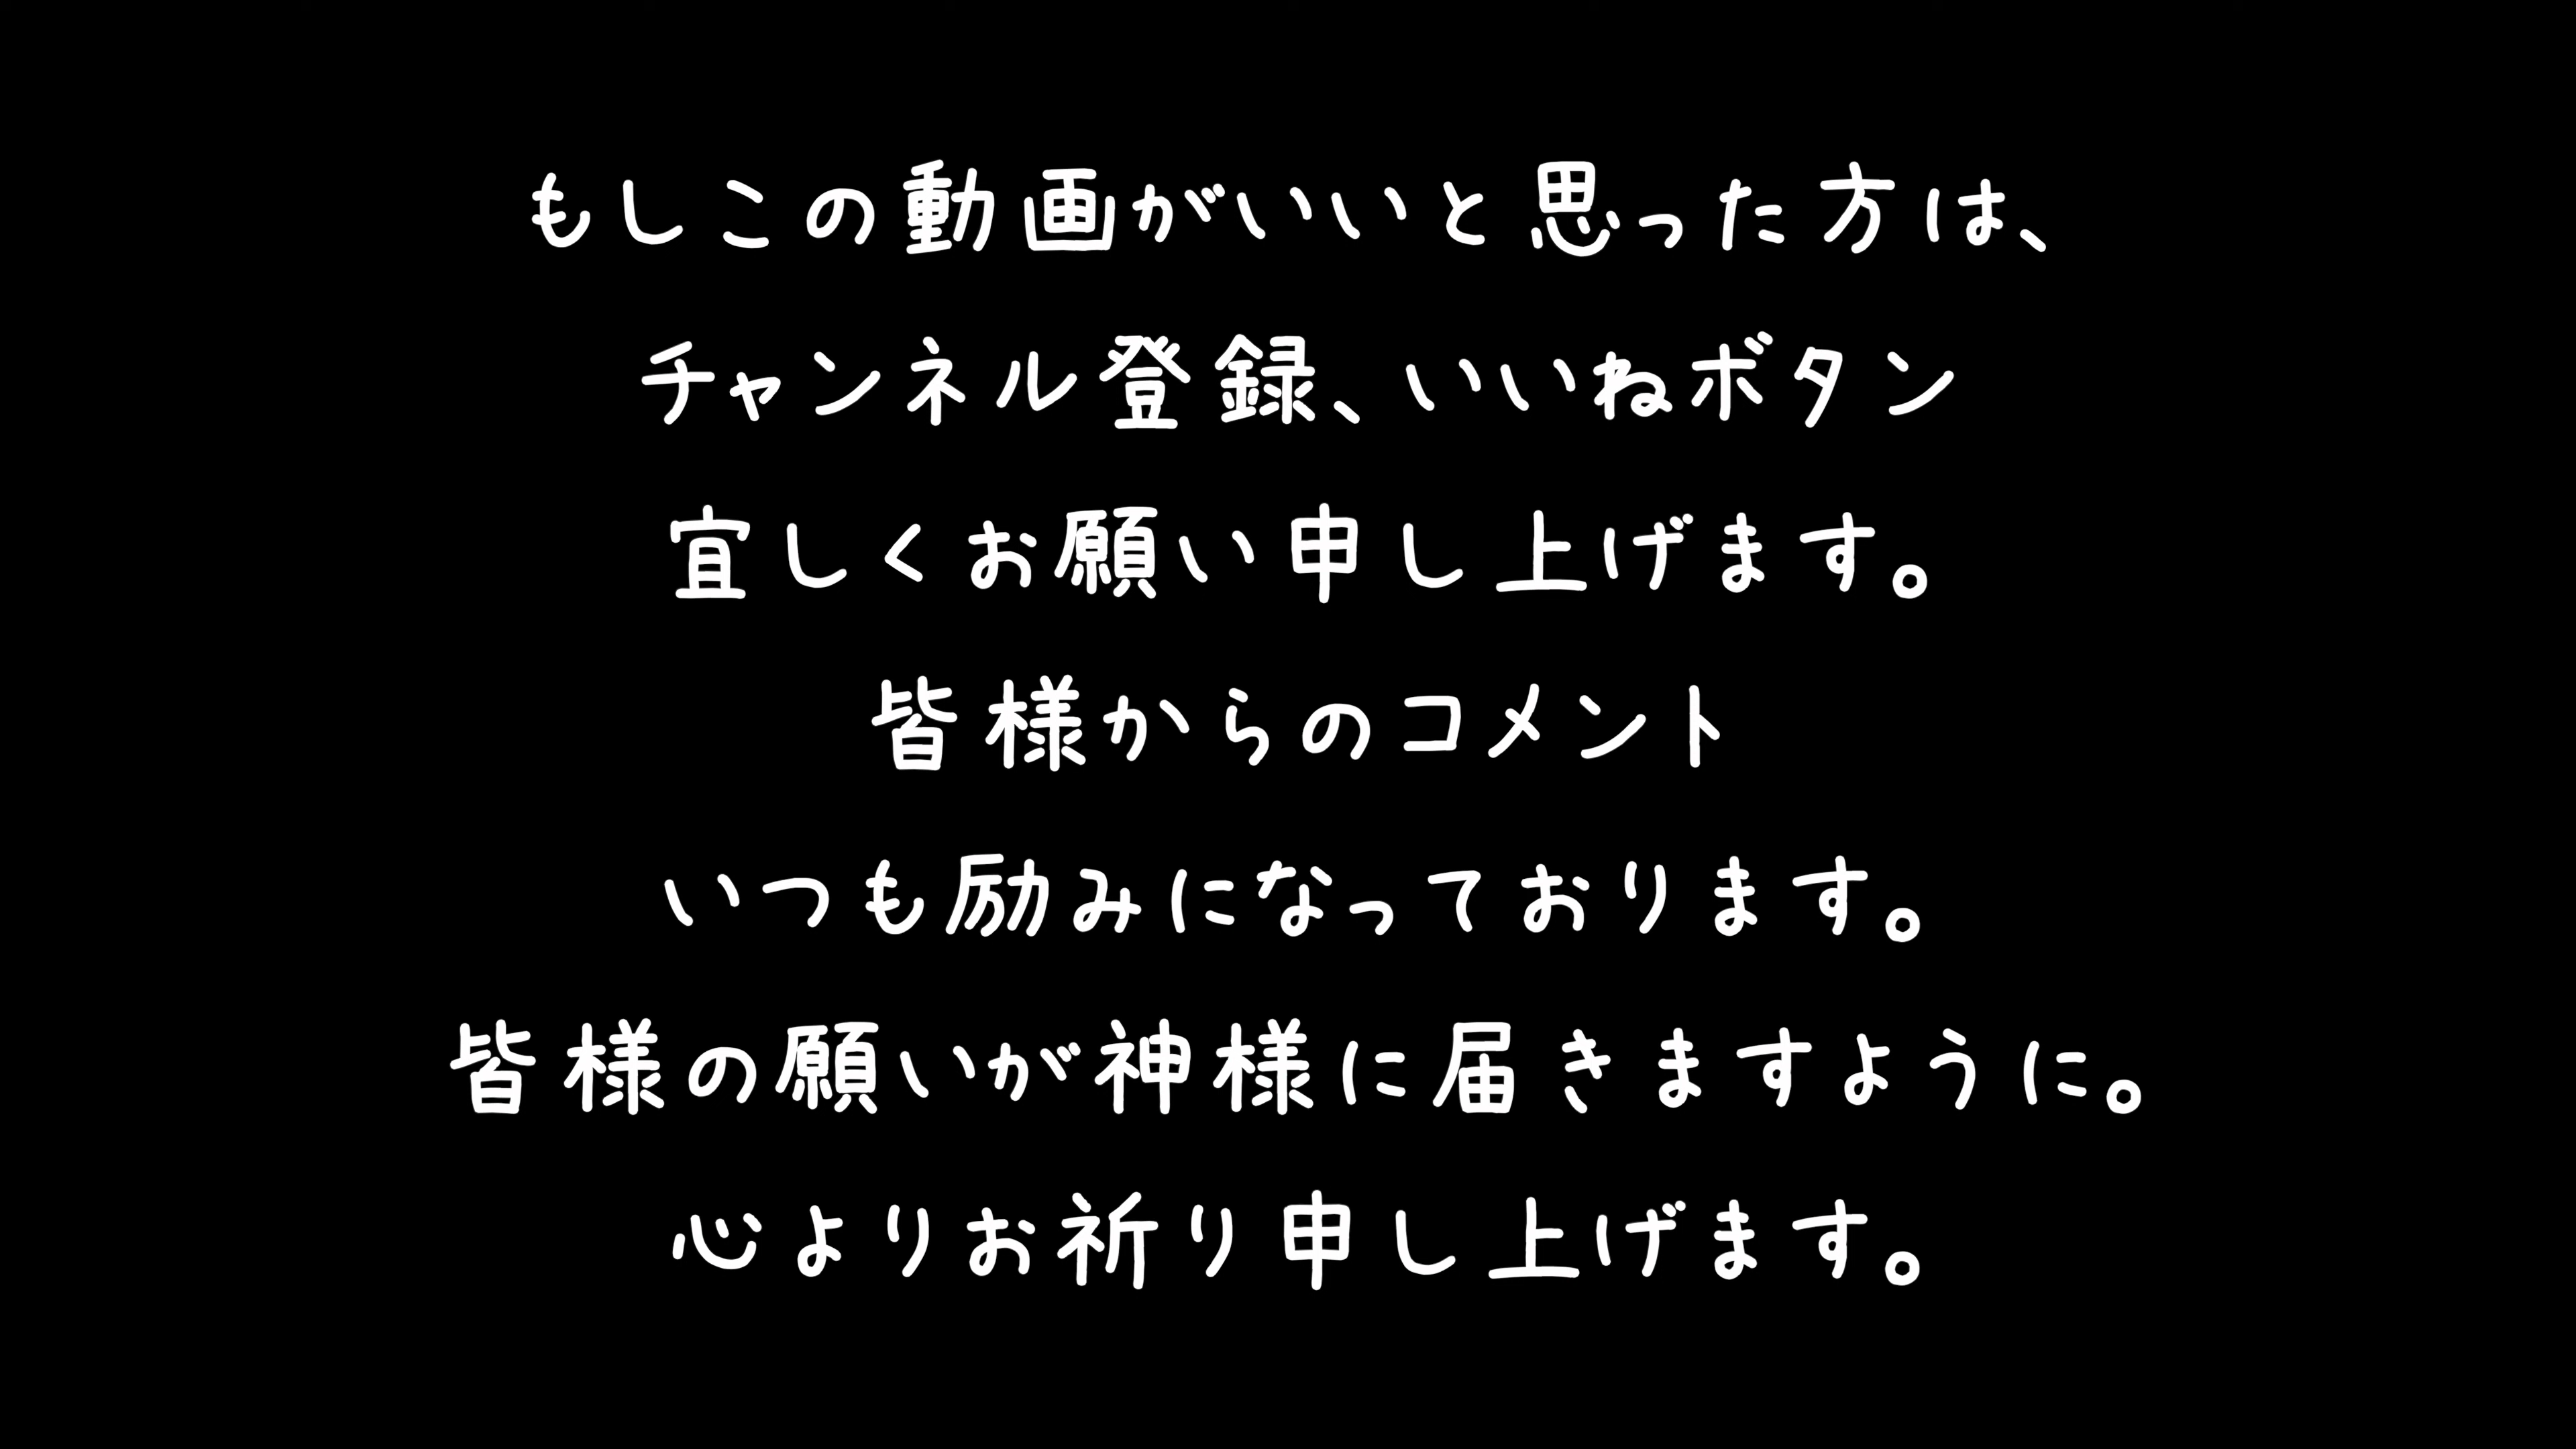 もしこの動画がいいと思った方は、
チャンネル登録、いいねボタン
宜しくお願い申し上げます。
皆様からのコメント
いつも励みになっております。
皆様の願いが神様に届きますように。
心よりお祈り申し上げます。